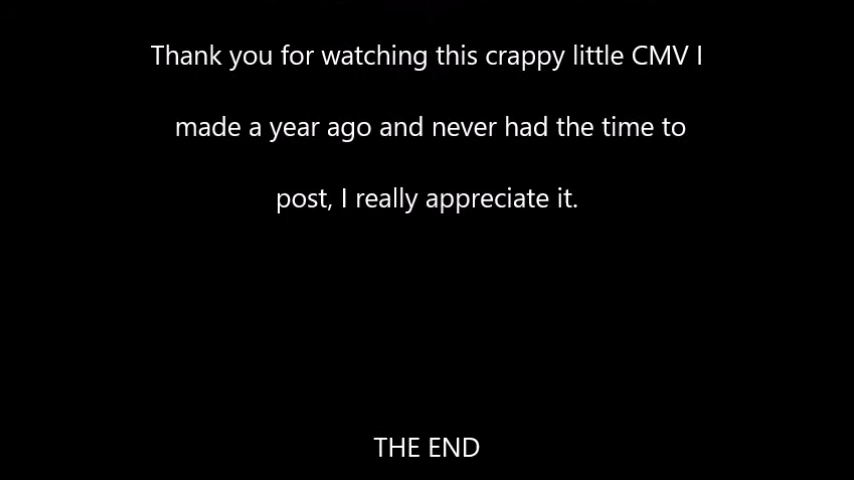 Thank you for watching this crappy little CMV I
made a year ago and never had the time to
post, I really appreciate it.
THE END